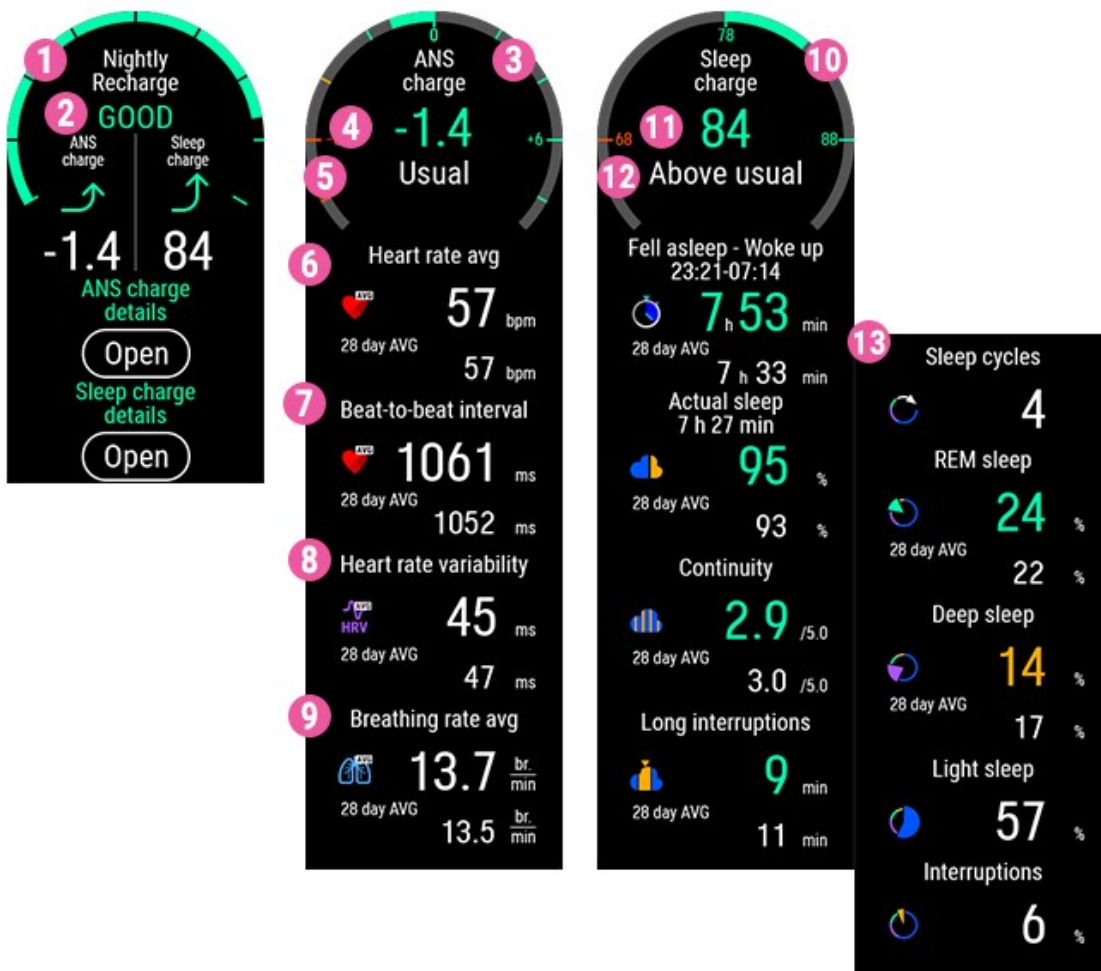 1
Nightly
Recharge
2
GOOD
ANS
charge
Sleep
charge
-1.4
84
ANS charge
details
Open
Sleep charge
details
Open
0
3
ANS
charge
4
-1.4
+6
5
Usual
6
Heart rate avg
AVG
57 bpm
28 day AVG
57 bpm
7
Beat-to-beat interval
AVG
1061 ms
28 day AVG
1052 ms
8
Heart rate variability
AVG
HRV
45 ms
28 day AVG
47 ms
9
Breathing rate avg
AVG
13.7 br. min
28 day AVG
13.5 br. min
78
10
Sleep
charge
11
68
84
88
12
Above usual
Fell asleep - Woke up
23:21-07:14
7 h 53 min
28 day AVG
7 h 33 min
Actual sleep
7 h 27 min
95 %
28 day AVG
93 %
Continuity
2.9 /5.0
28 day AVG
3.0 /5.0
Long interruptions
9 min
28 day AVG
11 min
13
Sleep cycles
4
REM sleep
24 %
28 day AVG
22 %
Deep sleep
14 %
28 day AVG
17 %
Light sleep
57 %
Interruptions
6 %